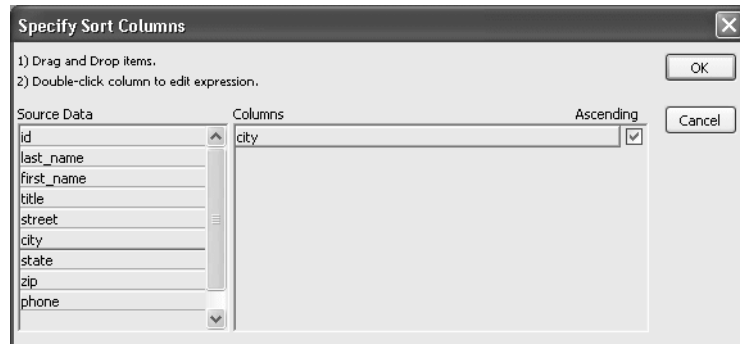 Specify Sort Columns
1) Drag and Drop items.
2) Double-click column to edit expression.
OK
Cancel
Source Data
id
last_name
first_name
title
street
city
state
zip
phone
Columns Ascending
city